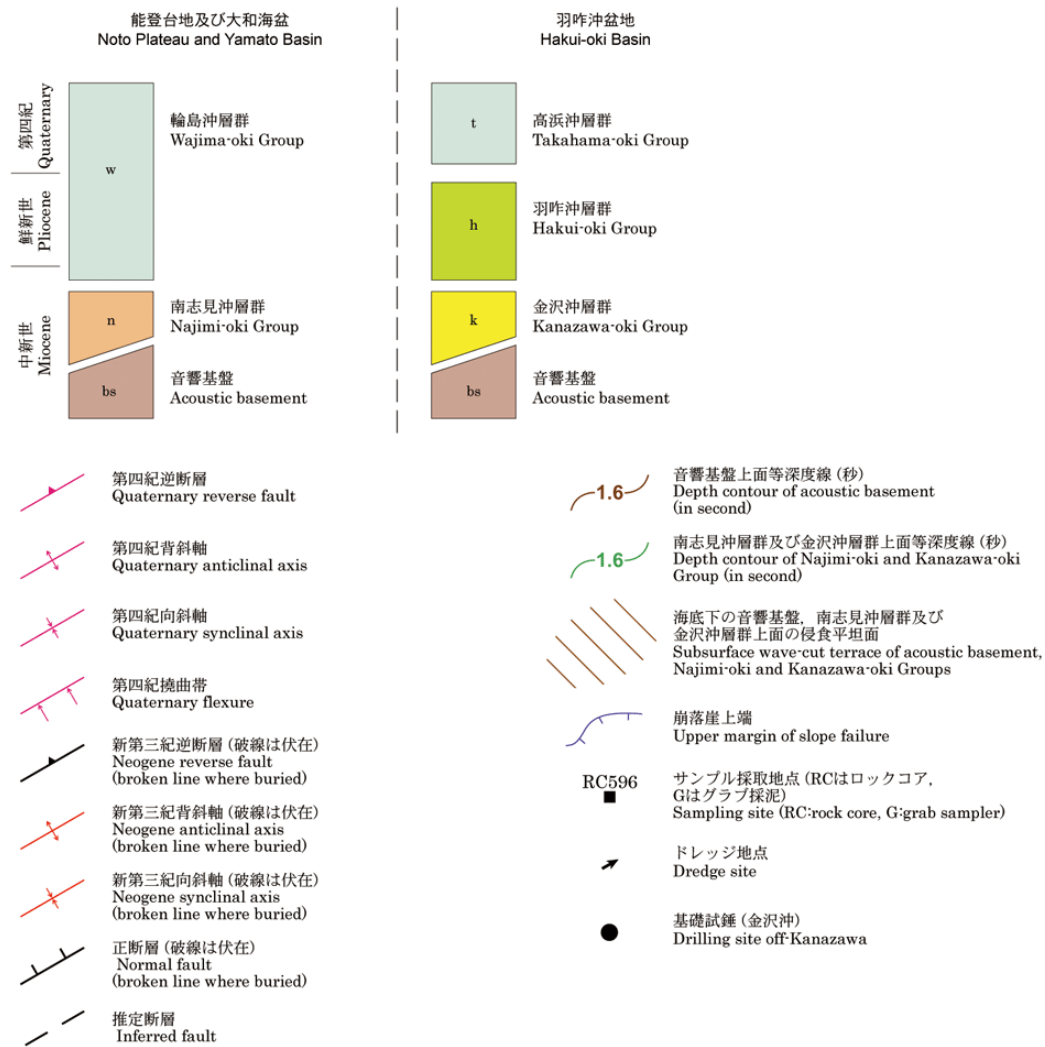 能登台地及び大和海盆
Noto Plateau and Yamato Basin
羽咋沖盆地
Hakui-oki Basin
第四紀
Quaternary
鮮新世
Pliocene
中新世
Miocene
w
輪島沖層群
Wajima-oki Group
n
南志見沖層群
Najimi-oki Group
bs
音響基盤
Acoustic basement
t
高浜沖層群
Takahama-oki Group
h
羽咋沖層群
Hakui-oki Group
k
金沢沖層群
Kanazawa-oki Group
bs
音響基盤
Acoustic basement
第四紀逆断層
Quaternary reverse fault
第四紀背斜軸
Quaternary anticlinal axis
第四紀向斜軸
Quaternary synclinal axis
第四紀撓曲帯
Quaternary flexure
新第三紀逆断層 (破線は伏在)
Neogene reverse fault
(broken line where buried)
新第三紀背斜軸 (破線は伏在)
Neogene anticlinal axis
(broken line where buried)
新第三紀向斜軸 (破線は伏在)
Neogene synclinal axis
(broken line where buried)
正断層 (破線は伏在)
Normal fault
(broken line where buried)
推定断層
Inferred fault
1.6
音響基盤上面等深度線 (秒)
Depth contour of acoustic basement
(in second)
1.6
南志見沖層群及び金沢沖層群上面等深度線 (秒)
Depth contour of Najimi-oki and Kanazawa-oki
Group (in second)
海底下の音響基盤, 南志見沖層群及び
金沢沖層群上面の侵食平坦面
Subsurface wave-cut terrace of acoustic basement,
Najimi-oki and Kanazawa-oki Groups
崩落崖上端
Upper margin of slope failure
RC596
サンプル採取地点 (RCはロックコア,
Gはグラブ採泥)
Sampling site (RC:rock core, G:grab sampler)
ドレッジ地点
Dredge site
基礎試錐 (金沢沖)
Drilling site off-Kanazawa